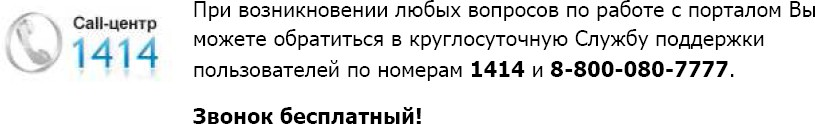 Call-центр
1414
При возникновении любых вопросов по работе с порталом Вы
можете обратиться в круглосуточную Службу поддержки
пользователей по номерам 1414 и 8-800-080-7777.
Звонок бесплатный!